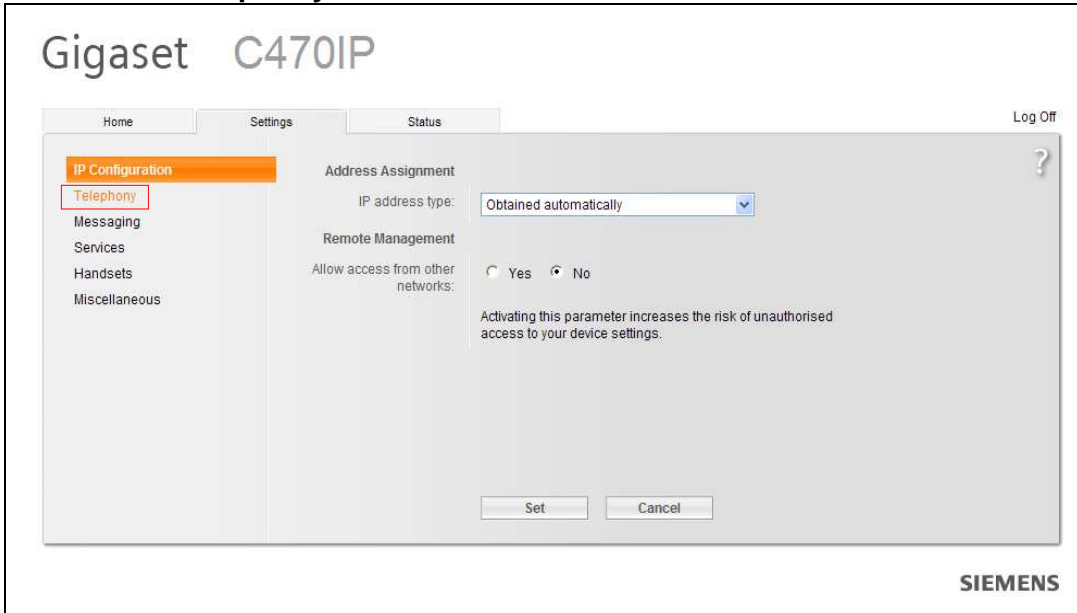 Gigaset C470IP
Home Settings Status Log Off
IP Configuration
Telephony
Messaging
Services
Handsets
Miscellaneous
Address Assignment
IP address type: Obtained automatically
Remote Management
Allow access from other networks: Yes No
Activating this parameter increases the risk of unauthorised
access to your device settings.
Set Cancel
?
SIEMENS